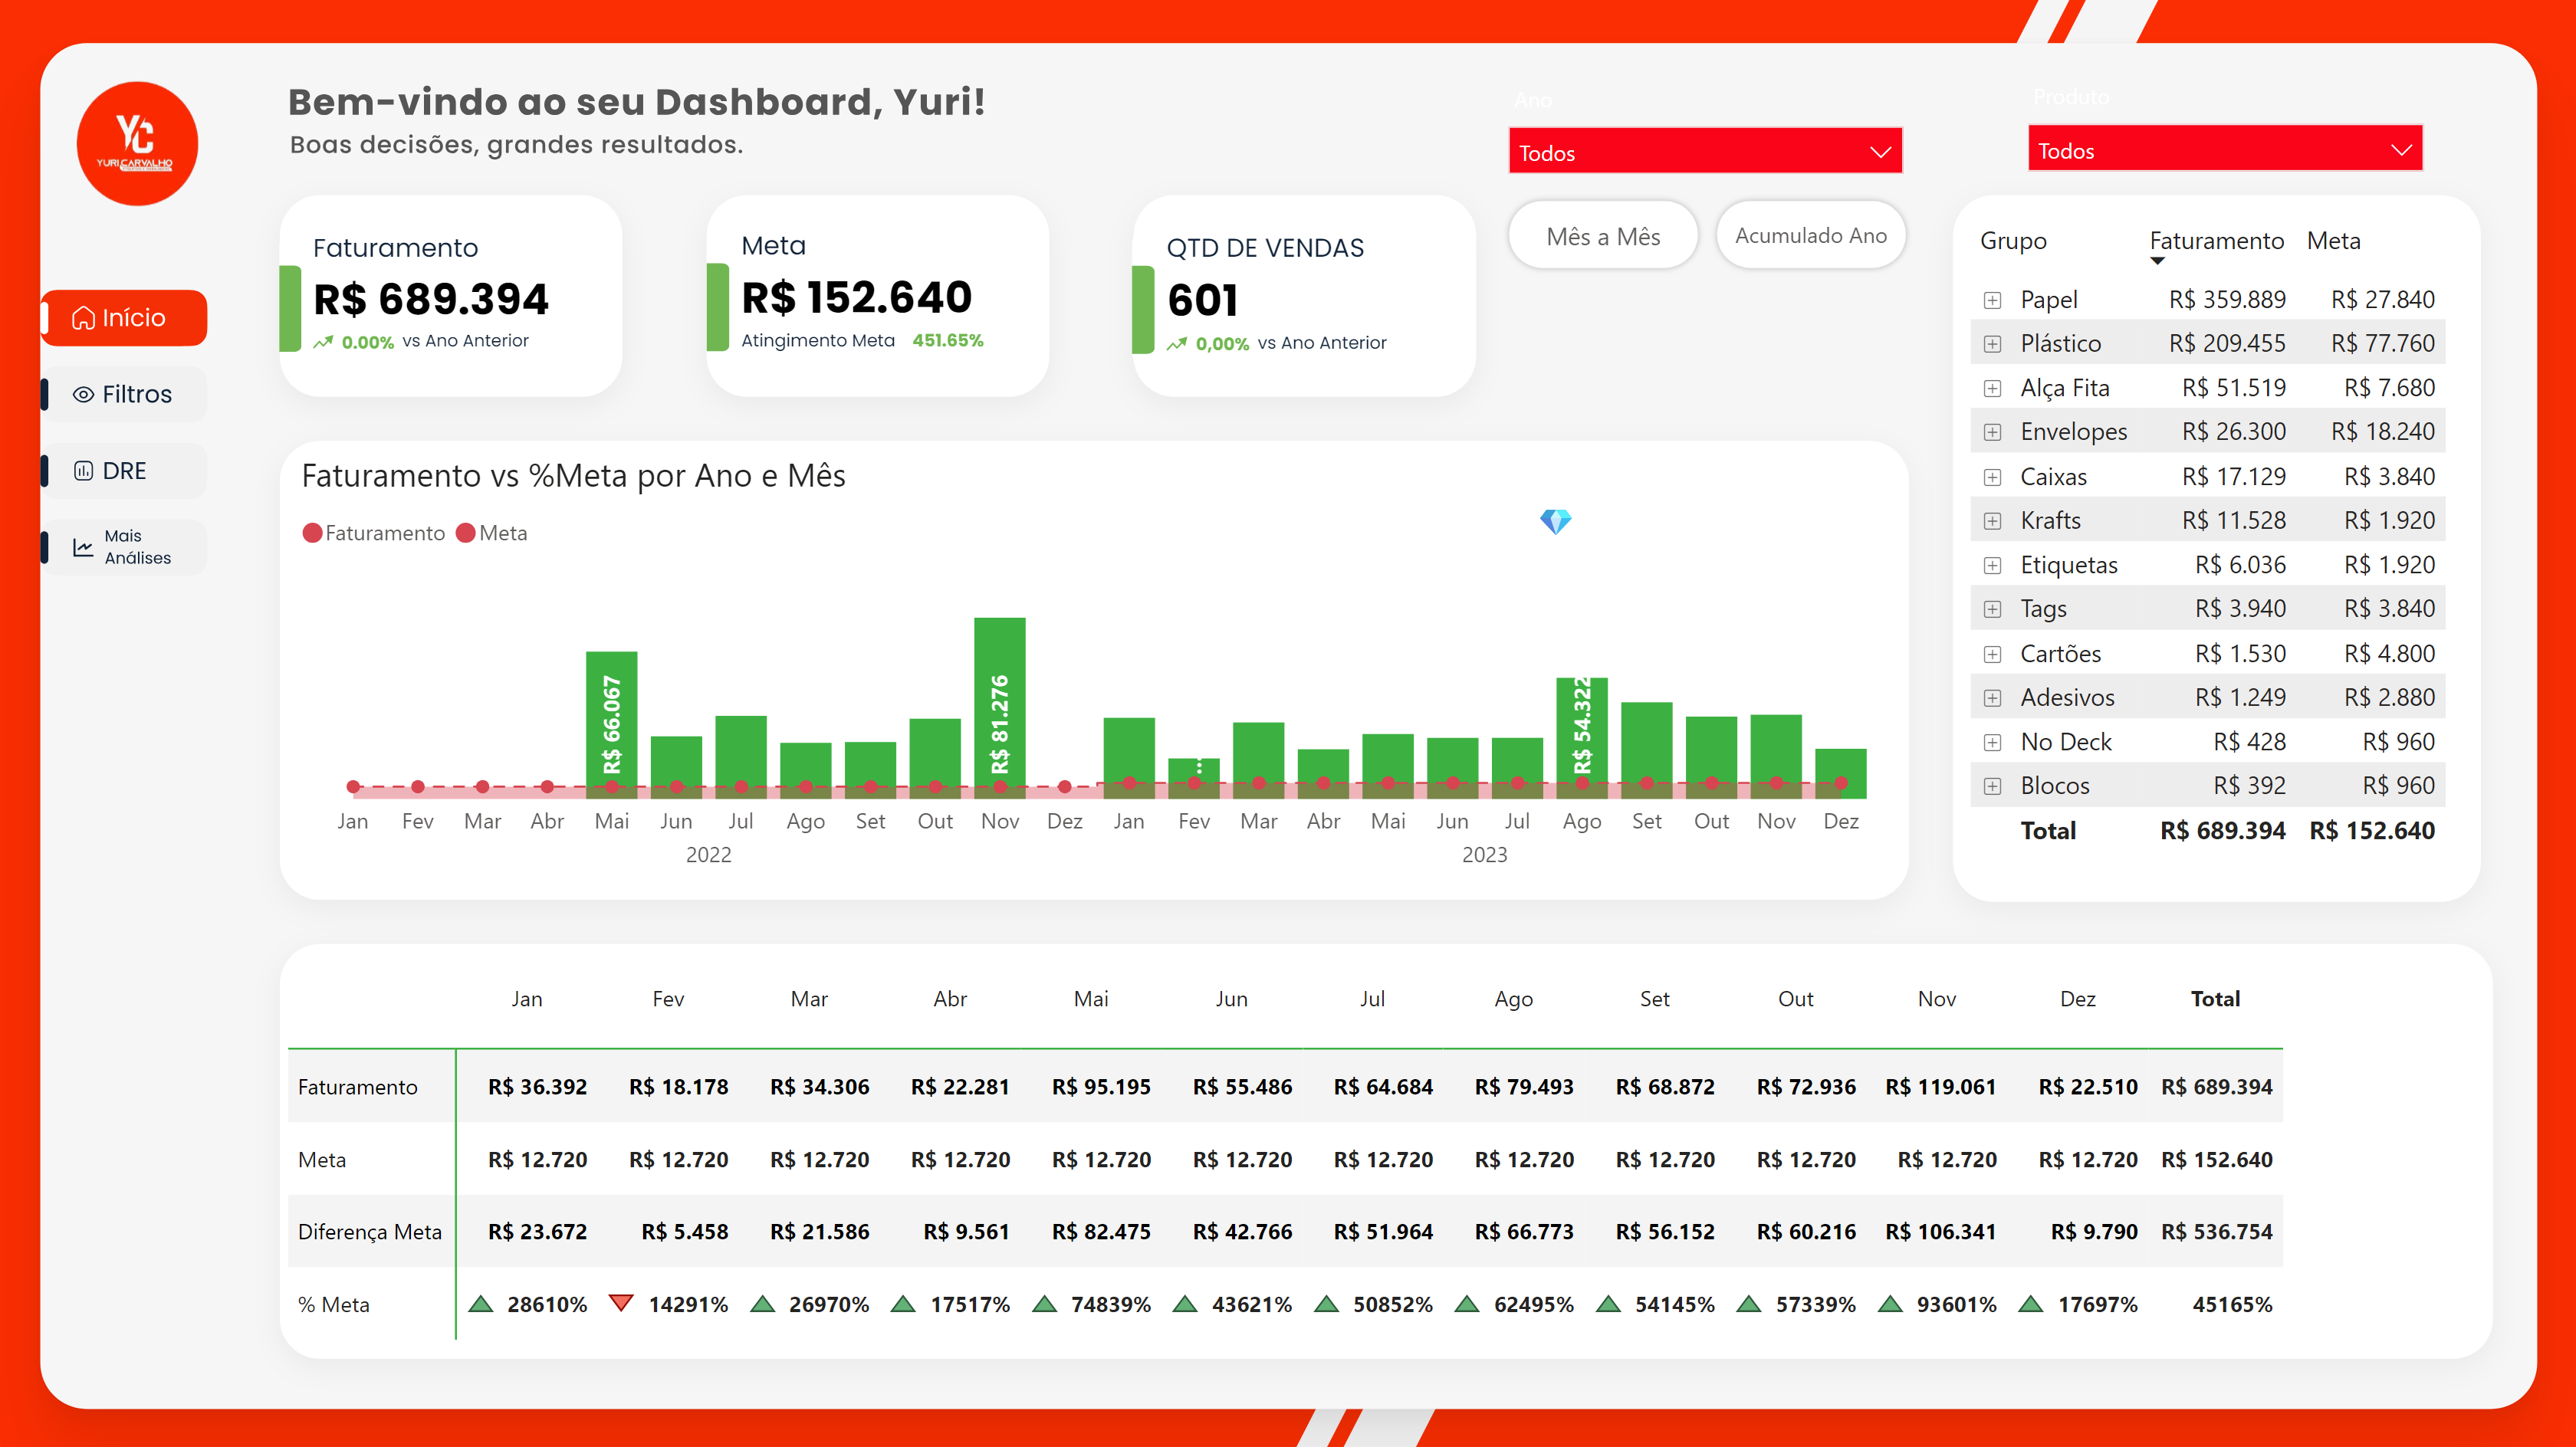 YC
YURI CARVALHO
Bem-vindo ao seu Dashboard, Yuri!
Boas decisões, grandes resultados.
Ano
Todos
Produto
Todos
Início
Filtros
DRE
Mais
Análises
Faturamento
R$ 689.394
0.00% vs Ano Anterior
Meta
R$ 152.640
Atingimento Meta 451.65%
QTD DE VENDAS
601
0,00% vs Ano Anterior
Mês a Mês
Acumulado Ano
Faturamento vs %Meta por Ano e Mês
Faturamento Meta
R$ 66.067
R$ 81.276
...
R$ 54.322
Jan Fev Mar Abr Mai Jun Jul Ago Set Out Nov Dez Jan Fev Mar Abr Mai Jun Jul Ago Set Out Nov Dez
2022 2023
Grupo Faturamento Meta
Papel R$ 359.889 R$ 27.840
Plástico R$ 209.455 R$ 77.760
Alça Fita R$ 51.519 R$ 7.680
Envelopes R$ 26.300 R$ 18.240
Caixas R$ 17.129 R$ 3.840
Krafts R$ 11.528 R$ 1.920
Etiquetas R$ 6.036 R$ 1.920
Tags R$ 3.940 R$ 3.840
Cartões R$ 1.530 R$ 4.800
Adesivos R$ 1.249 R$ 2.880
No Deck R$ 428 R$ 960
Blocos R$ 392 R$ 960
Total R$ 689.394 R$ 152.640
Jan Fev Mar Abr Mai Jun Jul Ago Set Out Nov Dez Total
Faturamento R$ 36.392 R$ 18.178 R$ 34.306 R$ 22.281 R$ 95.195 R$ 55.486 R$ 64.684 R$ 79.493 R$ 68.872 R$ 72.936 R$ 119.061 R$ 22.510 R$ 689.394
Meta R$ 12.720 R$ 12.720 R$ 12.720 R$ 12.720 R$ 12.720 R$ 12.720 R$ 12.720 R$ 12.720 R$ 12.720 R$ 12.720 R$ 12.720 R$ 12.720 R$ 152.640
Diferença Meta R$ 23.672 R$ 5.458 R$ 21.586 R$ 9.561 R$ 82.475 R$ 42.766 R$ 51.964 R$ 66.773 R$ 56.152 R$ 60.216 R$ 106.341 R$ 9.790 R$ 536.754
% Meta 28610% 14291% 26970% 17517% 74839% 43621% 50852% 62495% 54145% 57339% 93601% 17697% 45165%